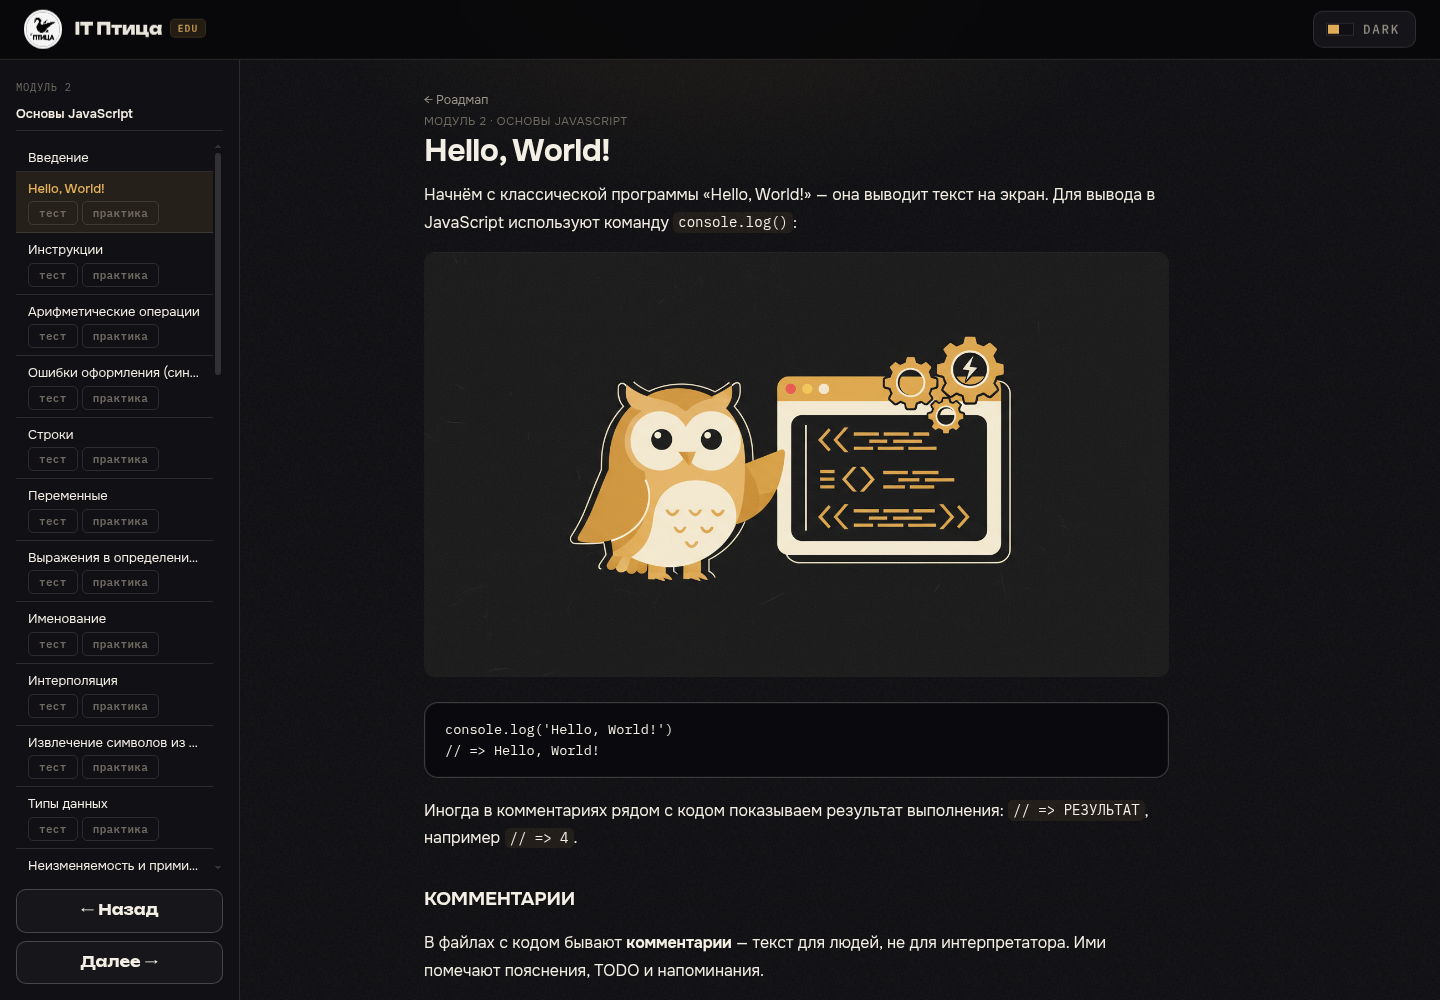 ПТИЦА
IT Птица
EDU
DARK
МОДУЛЬ 2
Основы JavaScript
Введение
Hello, World!
тест практика
Инструкции
тест практика
Арифметические операции
тест практика
Ошибки оформления (син...
тест практика
Строки
тест практика
Переменные
тест практика
Выражения в определени...
тест практика
Именование
тест практика
Интерполяция
тест практика
Извлечение символов из ...
тест практика
Типы данных
тест практика
Неизменяемость и прими...
← Назад
Далее →
← Роадмап
МОДУЛЬ 2 · ОСНОВЫ JAVASCRIPT
Hello, World!
Начнём с классической программы «Hello, World!» — она выводит текст на экран. Для вывода в
JavaScript используют команду console.log() :
console.log('Hello, World!')
// => Hello, World!
Иногда в комментариях рядом с кодом показываем результат выполнения: // => РЕЗУЛЬТАТ ,
например // => 4 .
КОММЕНТАРИИ
В файлах с кодом бывают комментарии — текст для людей, не для интерпретатора. Ими
помечают пояснения, TODO и напоминания.